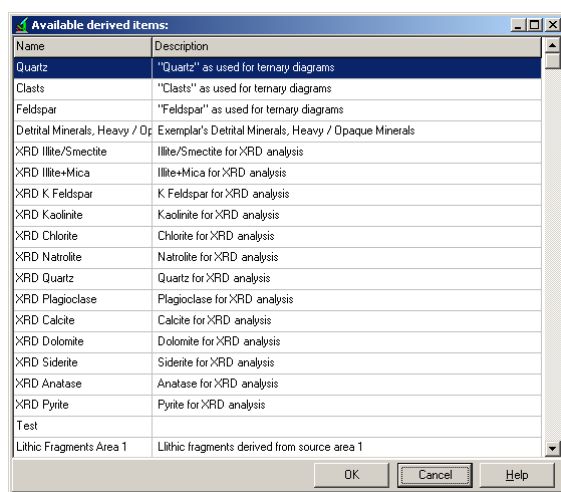 Available derived items:
Name Description
Quartz "Quartz" as used for ternary diagrams
Clasts "Clasts" as used for ternary diagrams
Feldspar "Feldspar" as used for ternary diagrams
Detrital Minerals, Heavy / Op Exemplar's Detrital Minerals, Heavy / Opaque Minerals
XRD Illite/Smectite Illite/Smectite for XRD analysis
XRD Illite+Mica Illite+Mica for XRD analysis
XRD K Feldspar K Feldspar for XRD analysis
XRD Kaolinite Kaolinite for XRD analysis
XRD Chlorite Chlorite for XRD analysis
XRD Natrolite Natrolite for XRD analysis
XRD Quartz Quartz for XRD analysis
XRD Plagioclase Plagioclase for XRD analysis
XRD Calcite Calcite for XRD analysis
XRD Dolomite Dolomite for XRD analysis
XRD Siderite Siderite for XRD analysis
XRD Anatase Anatase for XRD analysis
XRD Pyrite Pyrite for XRD analysis
Test
Lithic Fragments Area 1 Llithic fragments derived from source area 1
OK Cancel Help